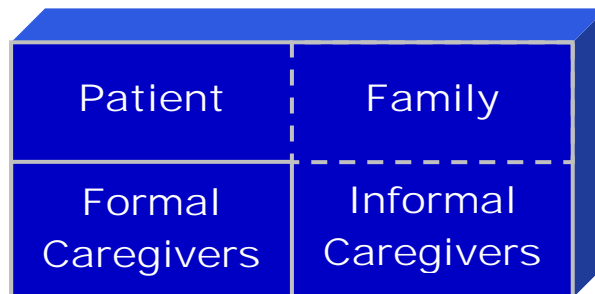 Patient
Family
Formal
Caregivers
Informal
Caregivers